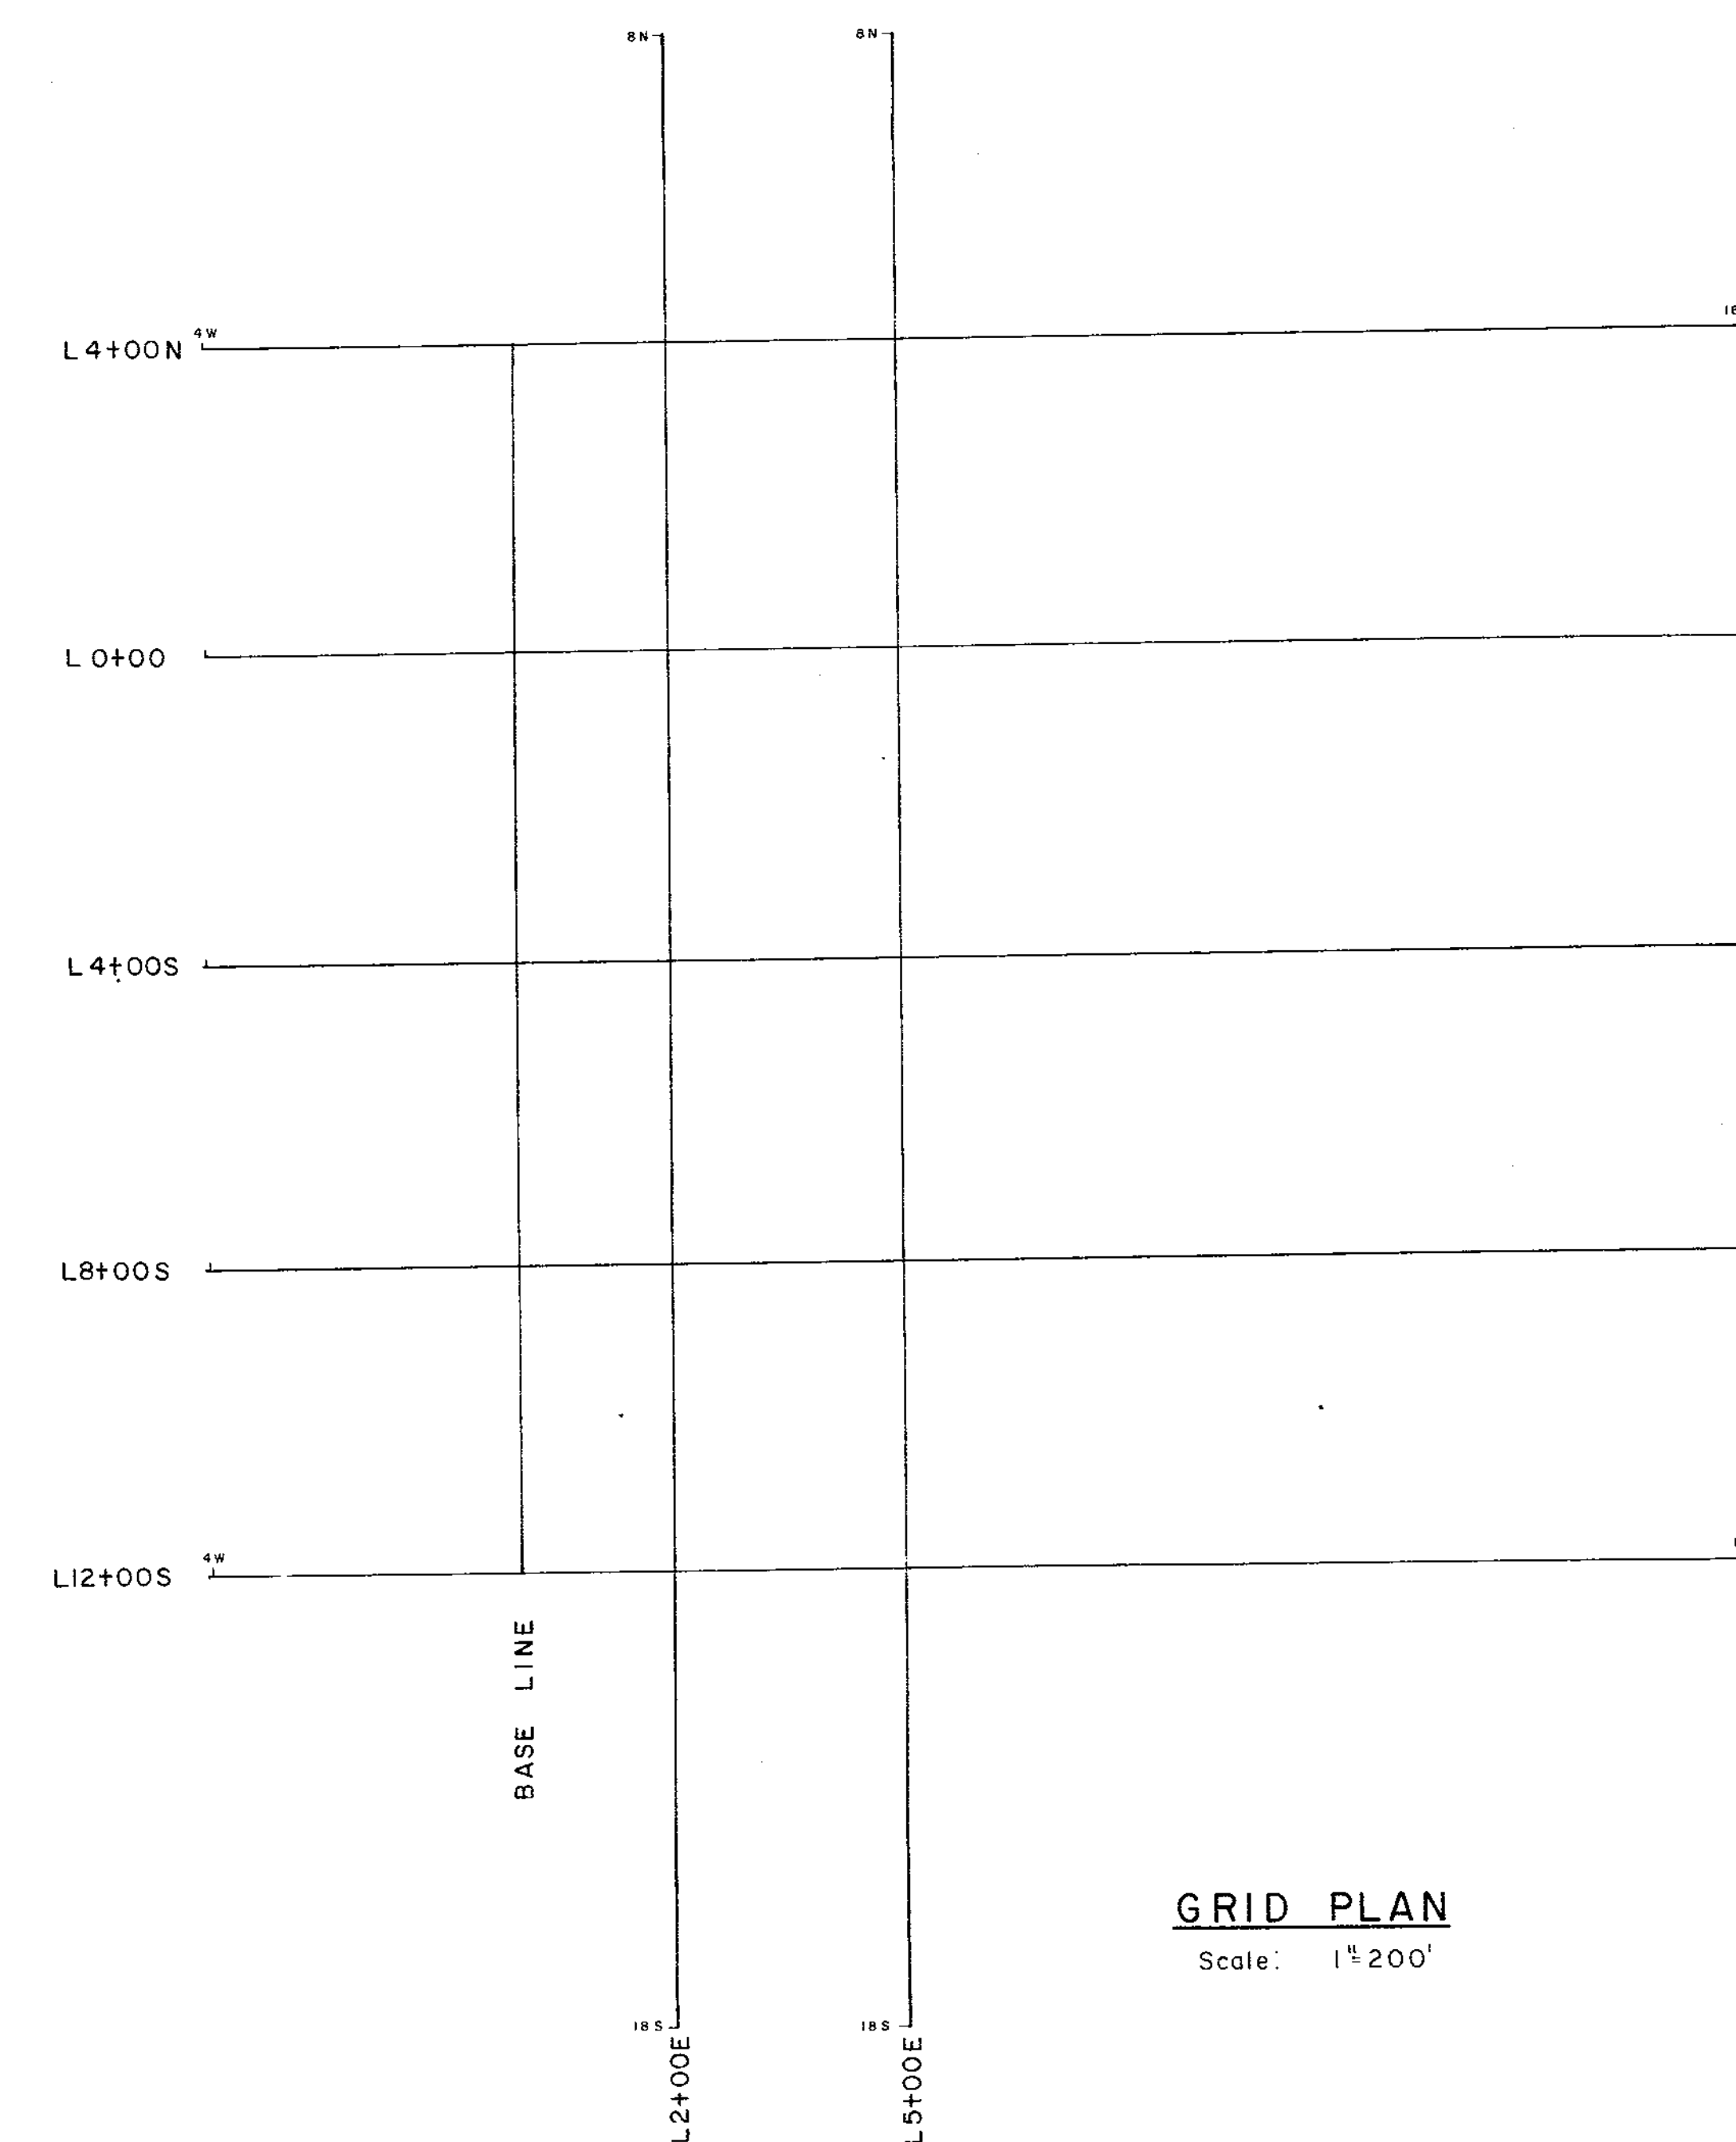 8N 8N
4W
L4+00N
L0+00
L4+00S
L8+00S
4W
L12+00S
BASE LINE
GRID PLAN
Scale: 1"=200'
18S 18S
L2+00E
L5+00E